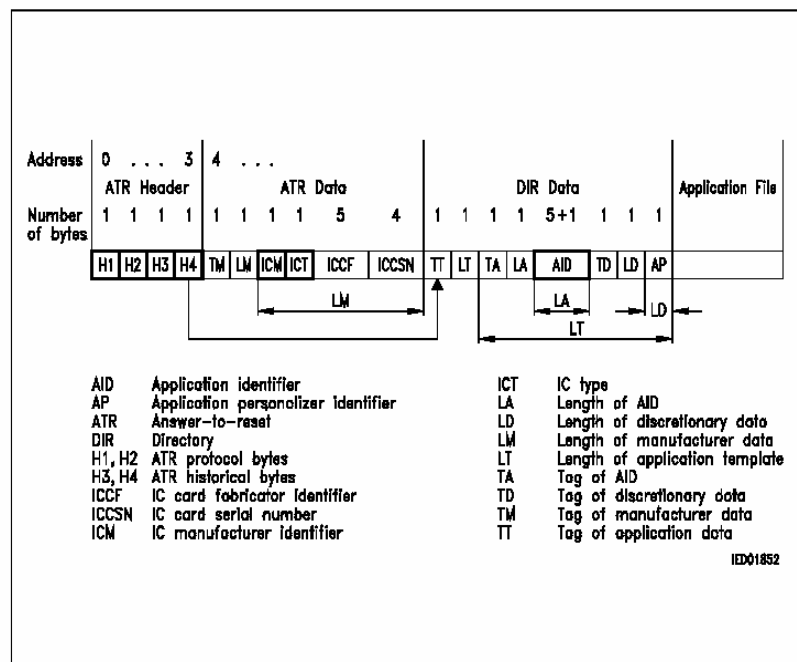 Address 0 . . . 3 4 . . .
ATR Header ATR Data DIR Data Application File
Number of bytes 1 1 1 1 1 1 1 1 5 4 1 1 1 1 5+1 1 1 1
H1 H2 H3 H4 TM LM ICM ICT ICCF ICCSN TT LT TA LA AID TD LD AP
LM LA LD
LT
AID Application identifier
AP Application personalizer identifier
ATR Answer-to-reset
DIR Directory
H1, H2 ATR protocol bytes
H3, H4 ATR historical bytes
ICCF IC card fabricator identifier
ICCSN IC card serial number
ICM IC manufacturer identifier
ICT IC type
LA Length of AID
LD Length of discretionary data
LM Length of manufacturer data
LT Length of application template
TA Tag of AID
TD Tag of discretionary data
TM Tag of manufacturer data
TT Tag of application data
IED01852